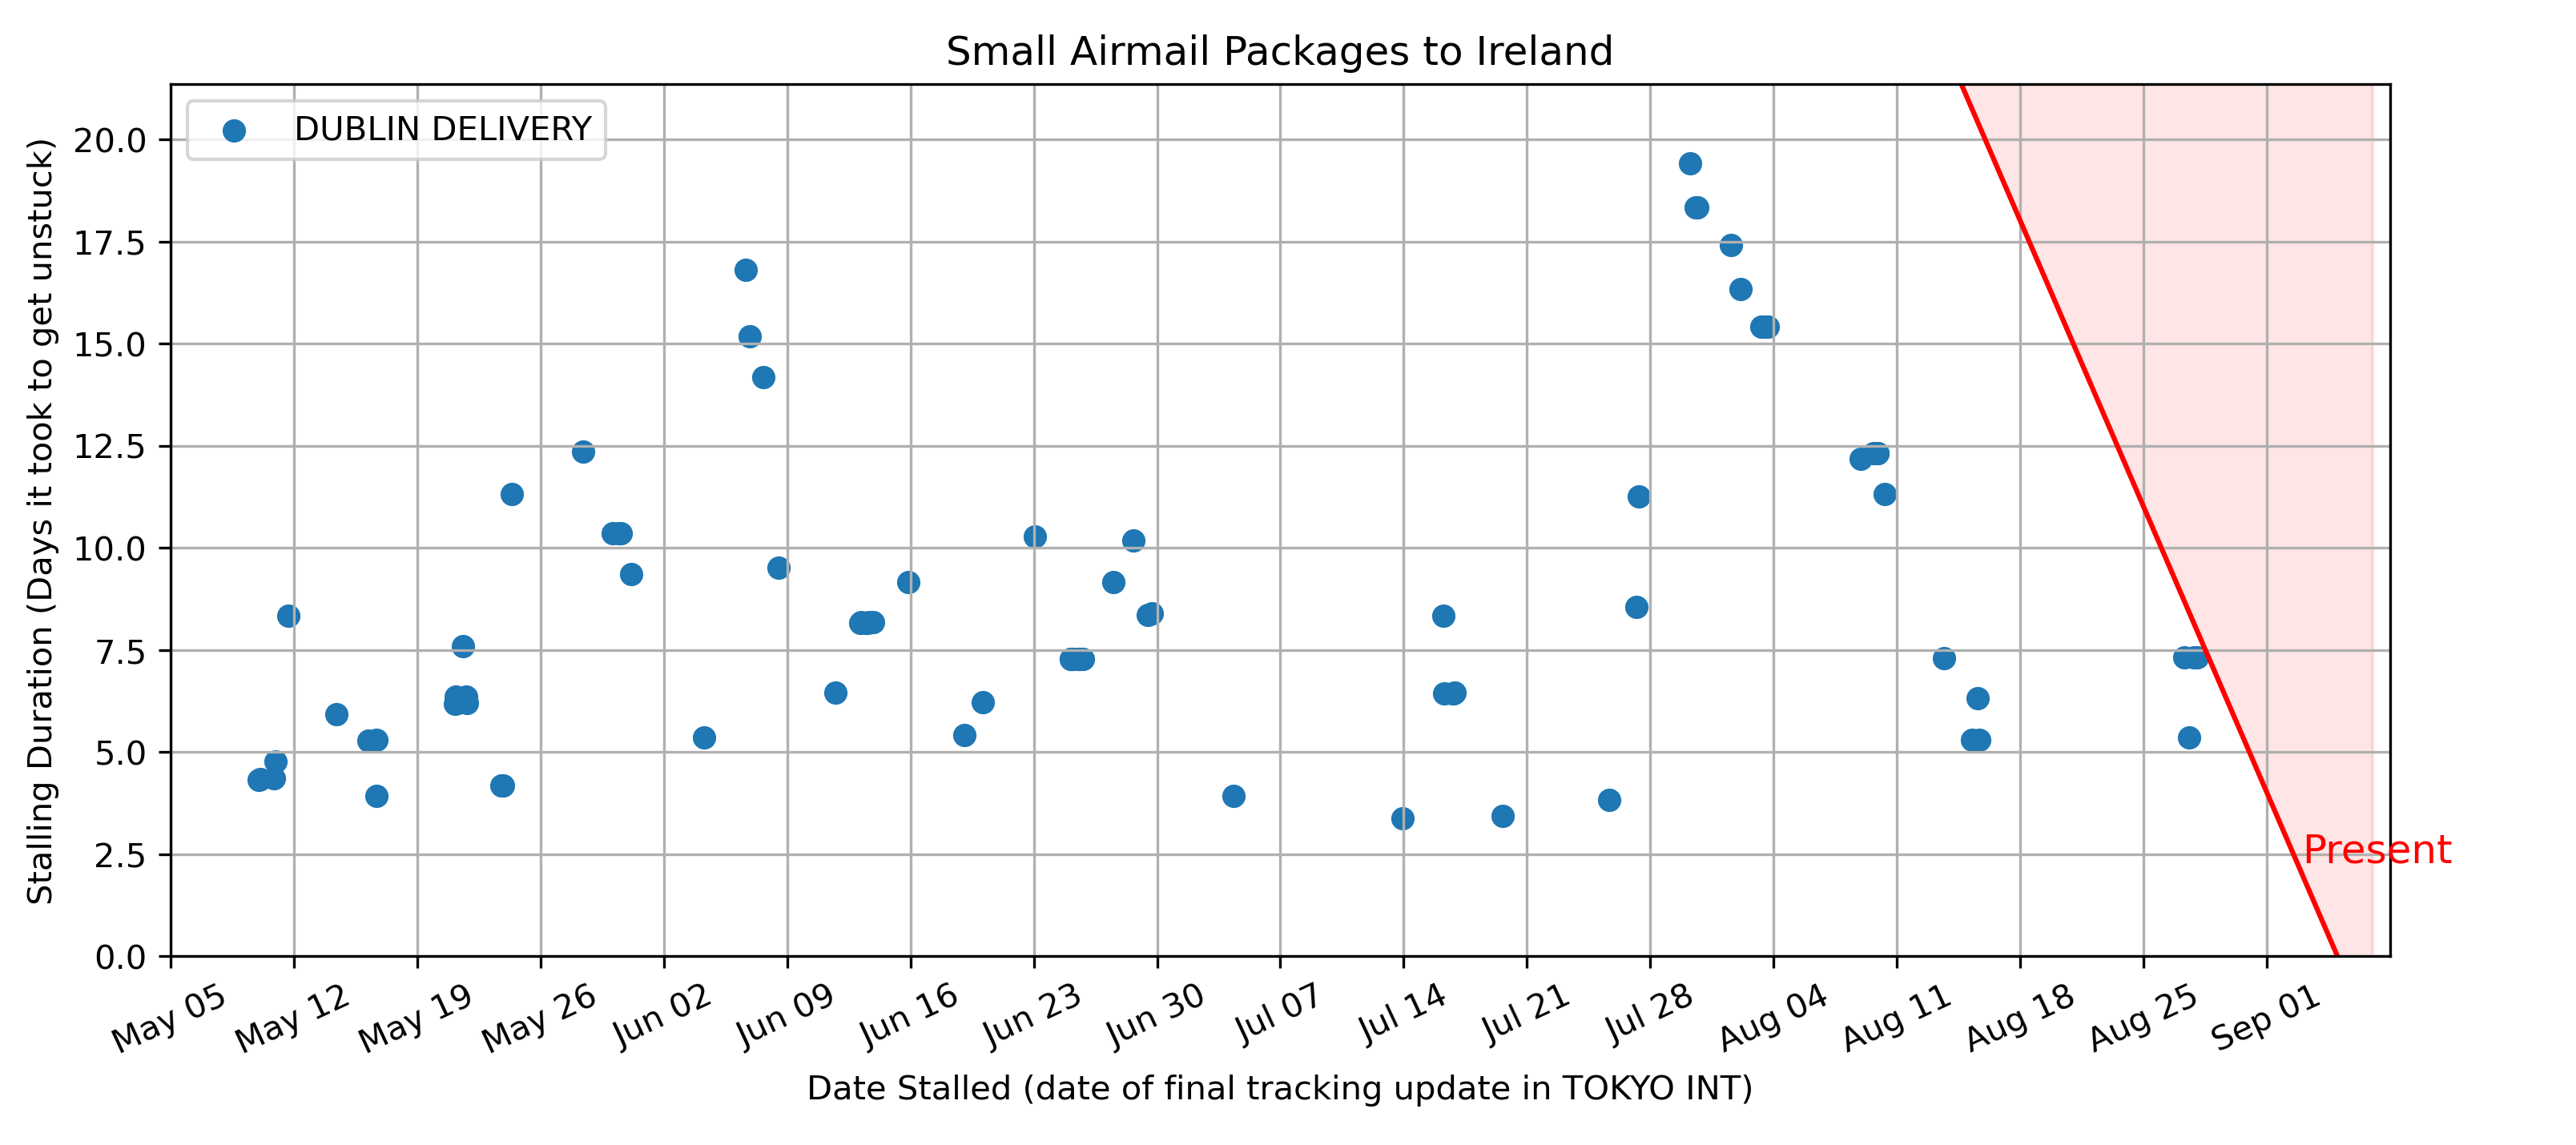 Small Airmail Packages to Ireland
DUBLIN DELIVERY
Stalling Duration (Days it took to get unstuck)
20.0
17.5
15.0
12.5
10.0
7.5
5.0
2.5
0.0
Present
May 05
May 12
May 19
May 26
Jun 02
Jun 09
Jun 16
Jun 23
Jun 30
Jul 07
Jul 14
Jul 21
Jul 28
Aug 04
Aug 11
Aug 18
Aug 25
Sep 01
Date Stalled (date of final tracking update in TOKYO INT)